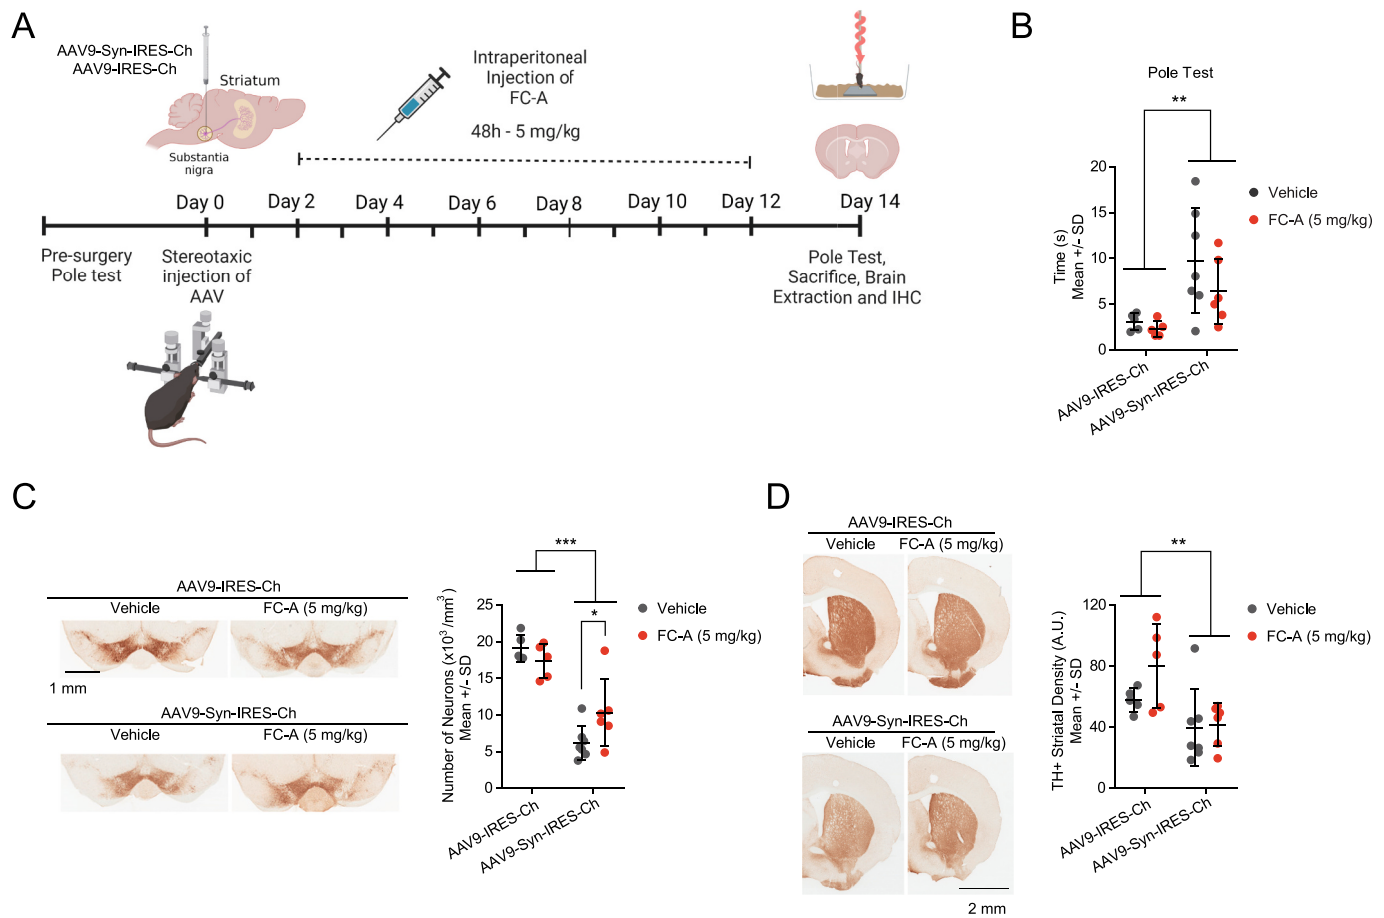 A
AAV9-Syn-IRES-Ch
AAV9-IRES-Ch
Striatum
Substantia
nigra
Intraperitoneal
Injection of
FC-A
48h - 5 mg/kg
Day 0
Day 2
Day 4
Day 6
Day 8
Day 10
Day 12
Day 14
Pre-surgery
Pole test
Stereotaxic
injection of
AAV
Pole Test,
Sacrifice, Brain
Extraction and IHC
B
Pole Test
**
Time (s)
Mean +/- SD
20
15
10
5
0
AAV9-IRES-Ch
AAV9-Syn-IRES-Ch
Vehicle
FC-A (5 mg/kg)
C
AAV9-IRES-Ch
Vehicle
FC-A (5 mg/kg)
1 mm
AAV9-Syn-IRES-Ch
Vehicle
FC-A (5 mg/kg)
***
*
Number of Neurons (x10³ /mm³)
Mean +/- SD
25
20
15
10
5
0
AAV9-IRES-Ch
AAV9-Syn-IRES-Ch
Vehicle
FC-A (5 mg/kg)
D
AAV9-IRES-Ch
Vehicle
FC-A (5 mg/kg)
AAV9-Syn-IRES-Ch
Vehicle
FC-A (5 mg/kg)
2 mm
**
TH+ Striatal Density (A.U.)
Mean +/- SD
120
80
40
0
AAV9-IRES-Ch
AAV9-Syn-IRES-Ch
Vehicle
FC-A (5 mg/kg)